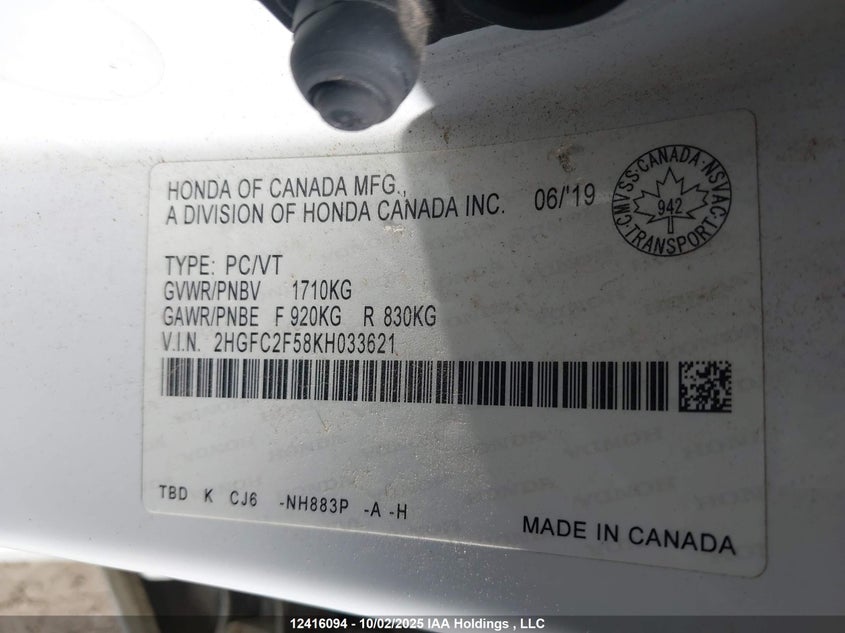 HONDA OF CANADA MFG.,
A DIVISION OF HONDA CANADA INC. 06/'19
CMVSS·CANADA·NSVAC·TRANSPORT
942
TYPE: PC/VT
GVWR/PNBV 1710KG
GAWR/PNBE F 920KG R 830KG
V.I.N. 2HGFC2F58KH033621
TBD K CJ6 -NH883P -A -H
MADE IN CANADA
12416094 - 10/02/2025 IAA Holdings , LLC